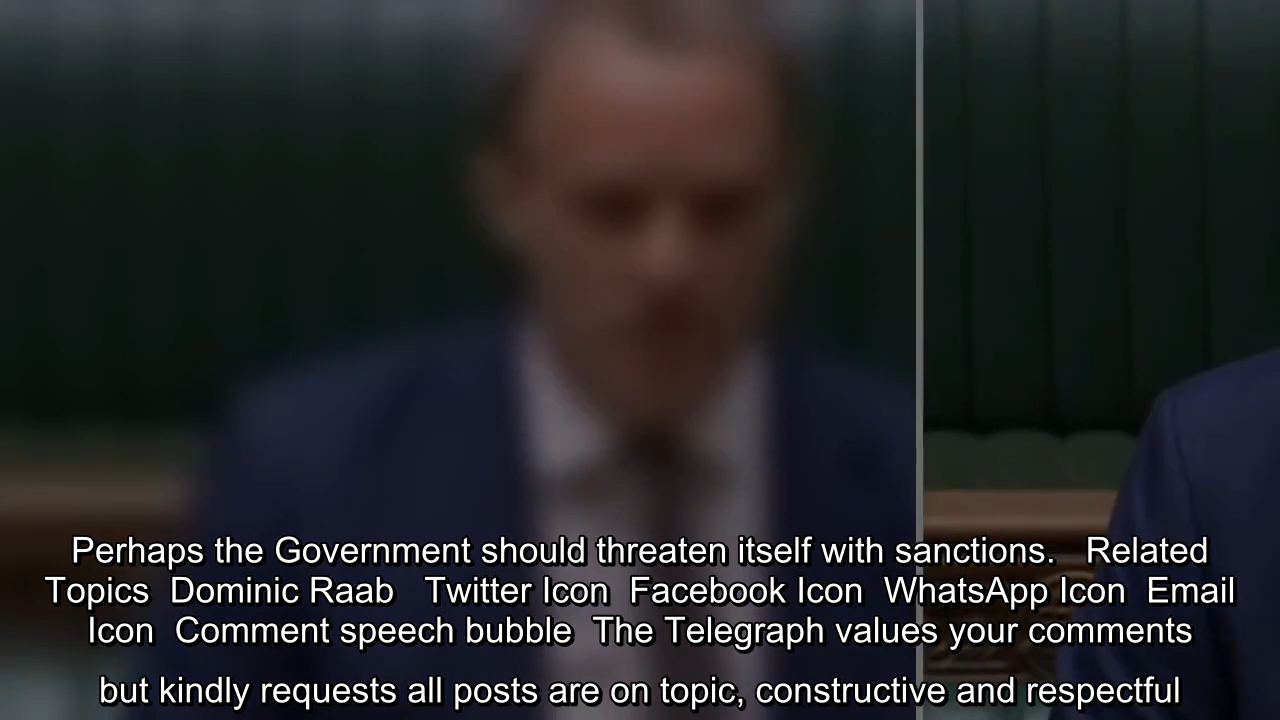 Perhaps the Government should threaten itself with sanctions.   Related
Topics  Dominic Raab   Twitter Icon  Facebook Icon  WhatsApp Icon  Email
Icon  Comment speech bubble  The Telegraph values your comments
but kindly requests all posts are on topic, constructive and respectful